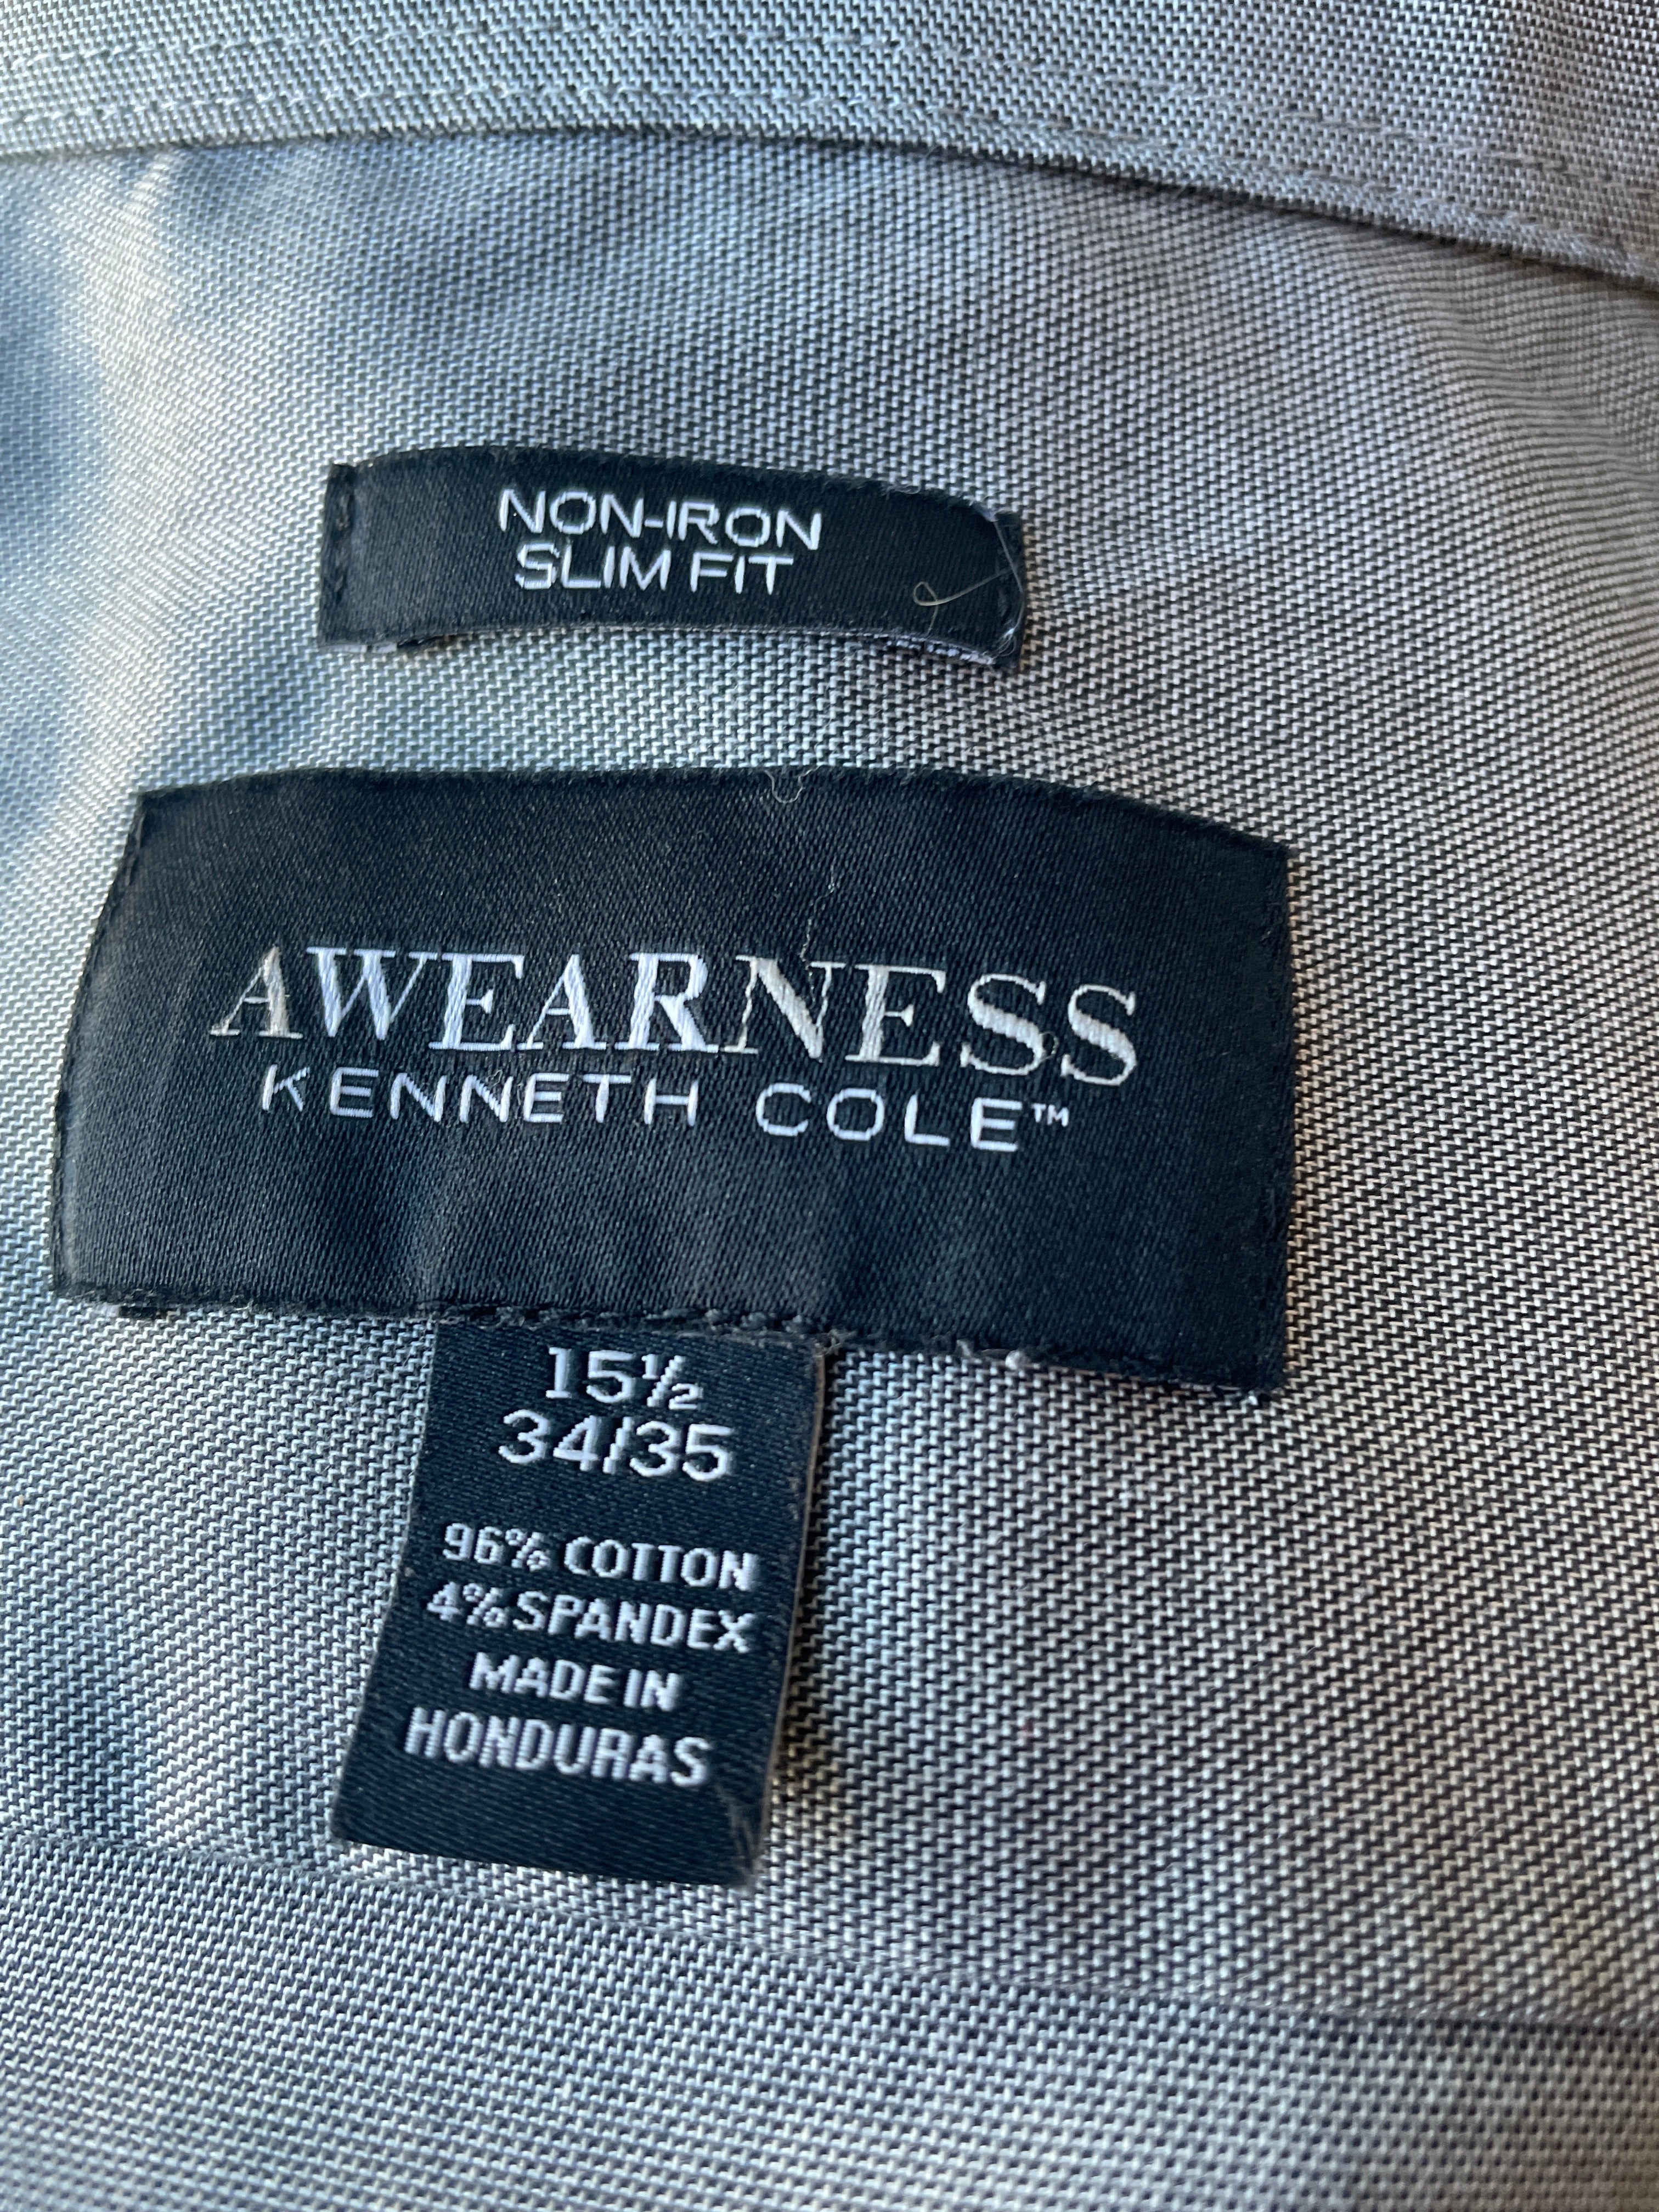 NON-IRON
SLIM FIT
AWEARNESS
KENNETH COLE™
15½
34/35
96% COTTON
4% SPANDEX
MADE IN
HONDURAS